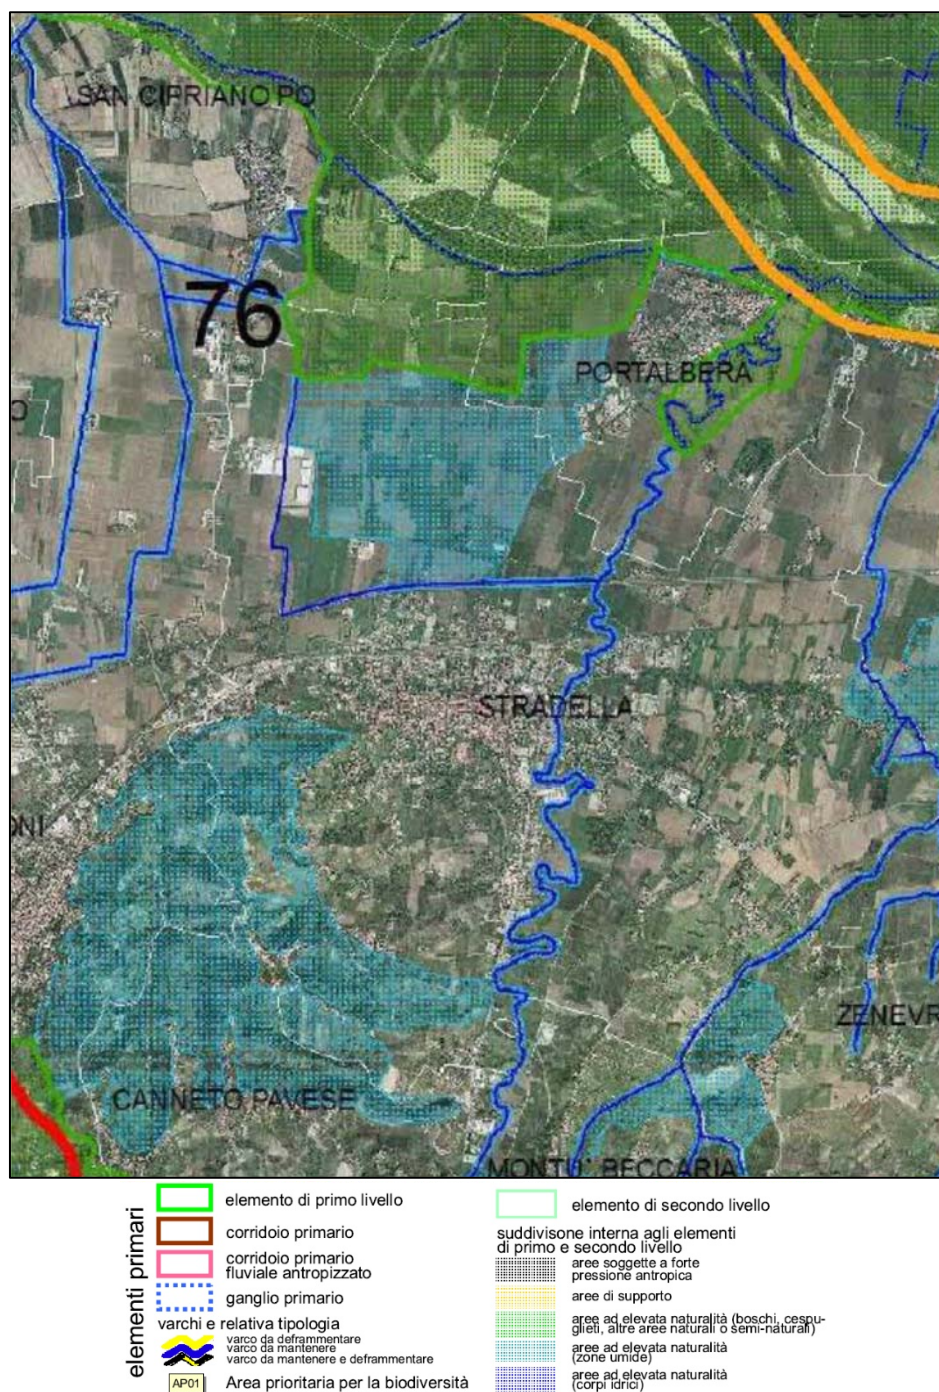 SAN CIPRIANO PO
76
PORTALBERA
O
STRADELLA
ONI
ZENEVR
CANNETO PAVESE
MONTU` BECCARIA
elementi primari
elemento di primo livello
corridoio primario
corridoio primario
fluviale antropizzato
ganglio primario
varchi e relativa tipologia
varco da deframmentare
varco da mantenere
varco da mantenere e deframmentare
AP01
Area prioritaria per la biodiversità
elemento di secondo livello
suddivisone interna agli elementi
di primo e secondo livello
aree soggette a forte
pressione antropica
aree di supporto
aree ad elevata naturalità (boschi, cespu-
glieti, altre aree naturali o semi-naturali)
aree ad elevata naturalità
(zone umide)
aree ad elevata naturalità
(corpi idrici)